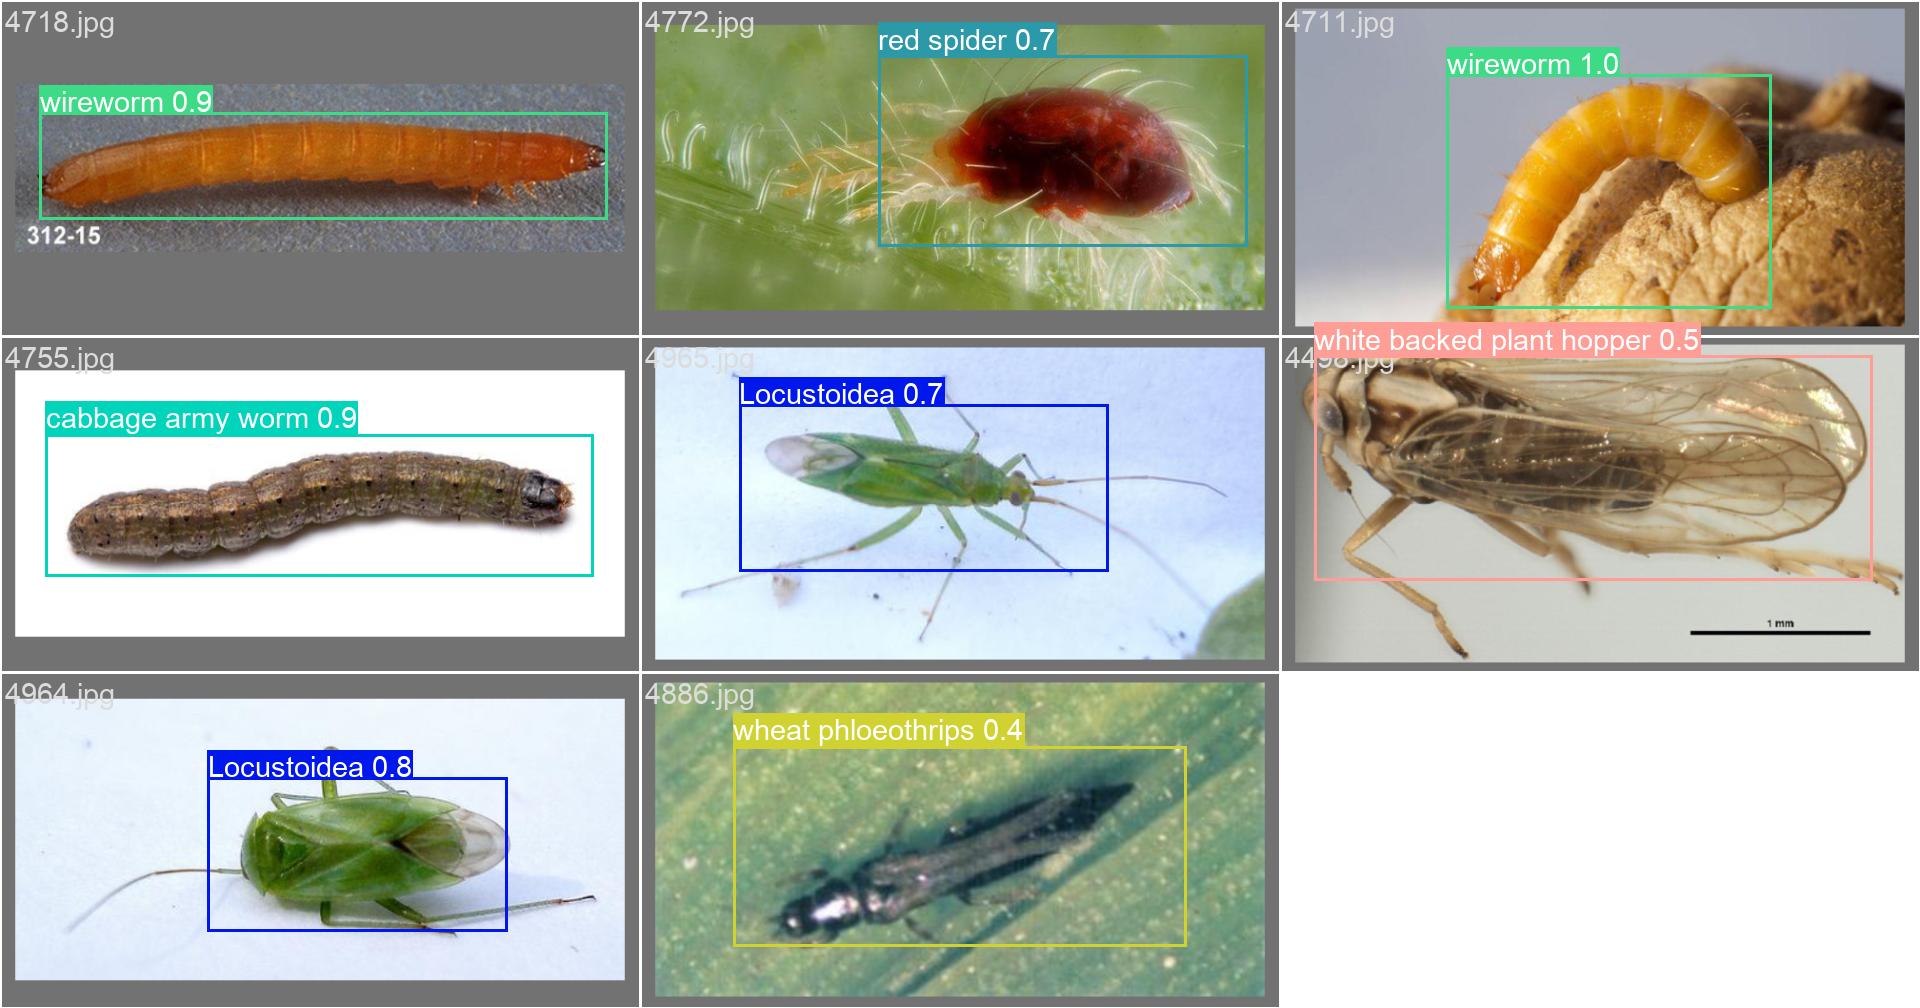 4718.jpg
wireworm 0.9
312-15
4772.jpg
red spider 0.7
4711.jpg
wireworm 1.0
4755.jpg
cabbage army worm 0.9
4965.jpg
Locustoidea 0.7
4498.jpg
white backed plant hopper 0.5
1 mm
4964.jpg
Locustoidea 0.8
4886.jpg
wheat phloeothrips 0.4